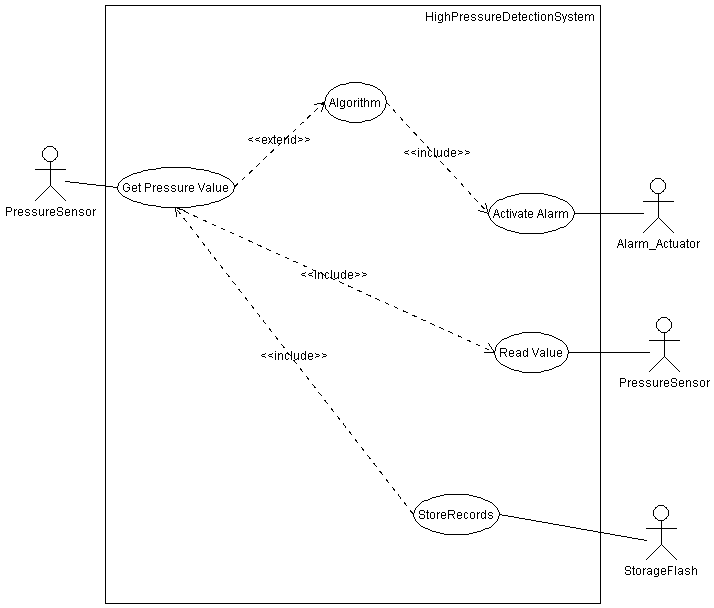 HighPressureDetectionSystem
Algorithm
<<extend>>
<<include>>
Get Pressure Value
PressureSensor
Activate Alarm
Alarm_Actuator
<<include>>
Read Value
PressureSensor
<<include>>
StoreRecords
StorageFlash